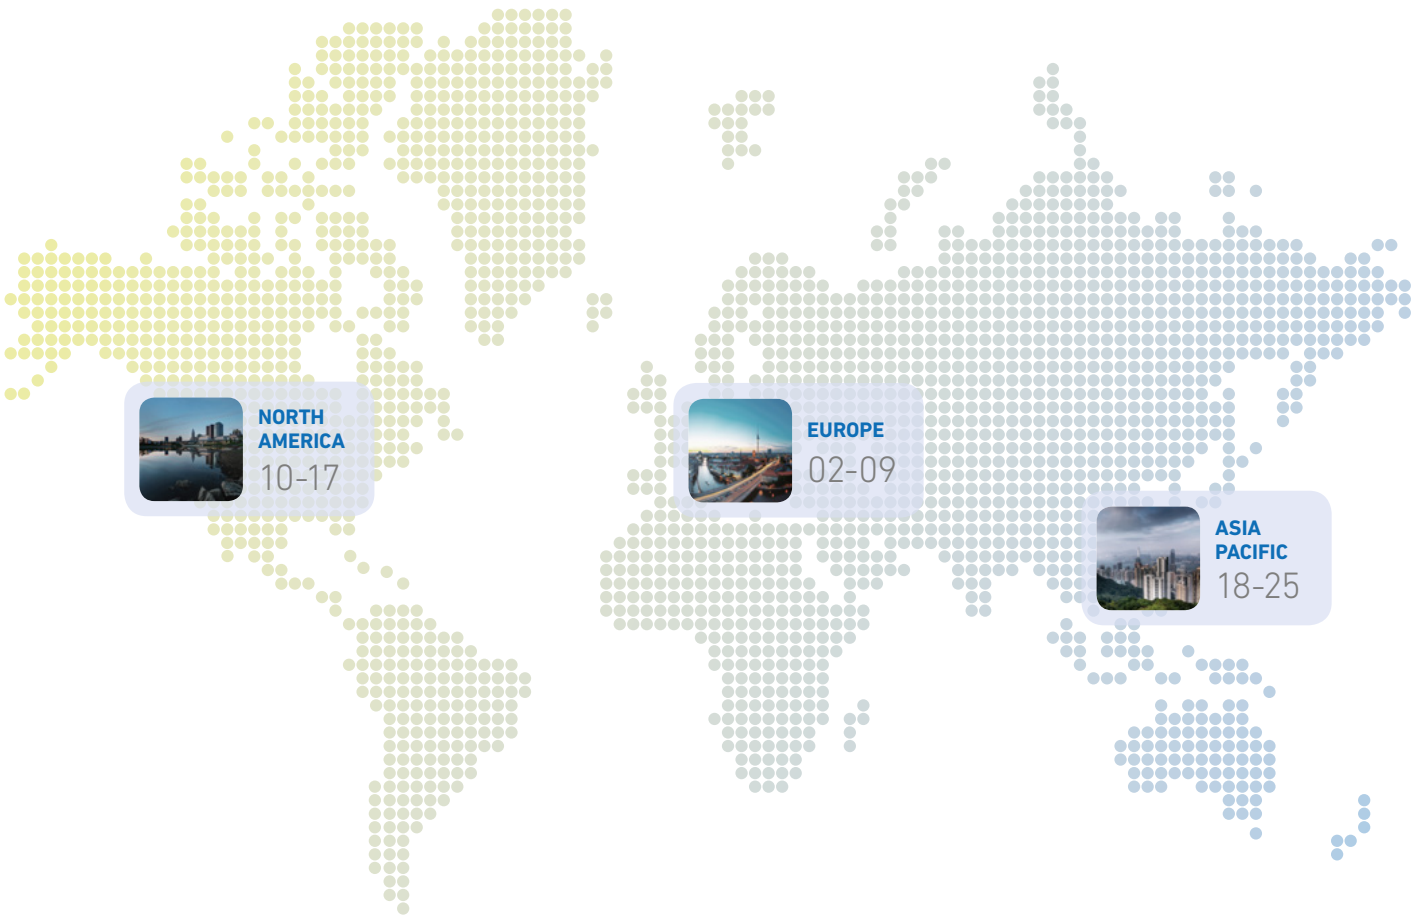 NORTH
AMERICA
10-17
EUROPE
02-09
ASIA
PACIFIC
18-25